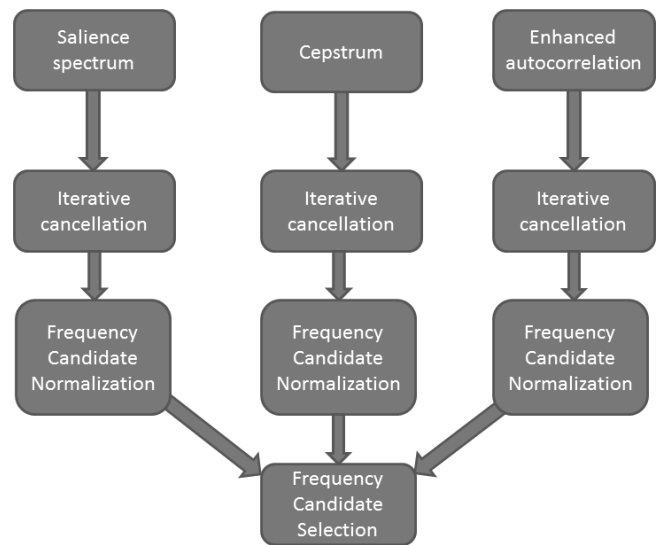 Salience
spectrum
Cepstrum
Enhanced
autocorrelation
Iterative
cancellation
Iterative
cancellation
Iterative
cancellation
Frequency
Candidate
Normalization
Frequency
Candidate
Normalization
Frequency
Candidate
Normalization
Frequency
Candidate
Selection